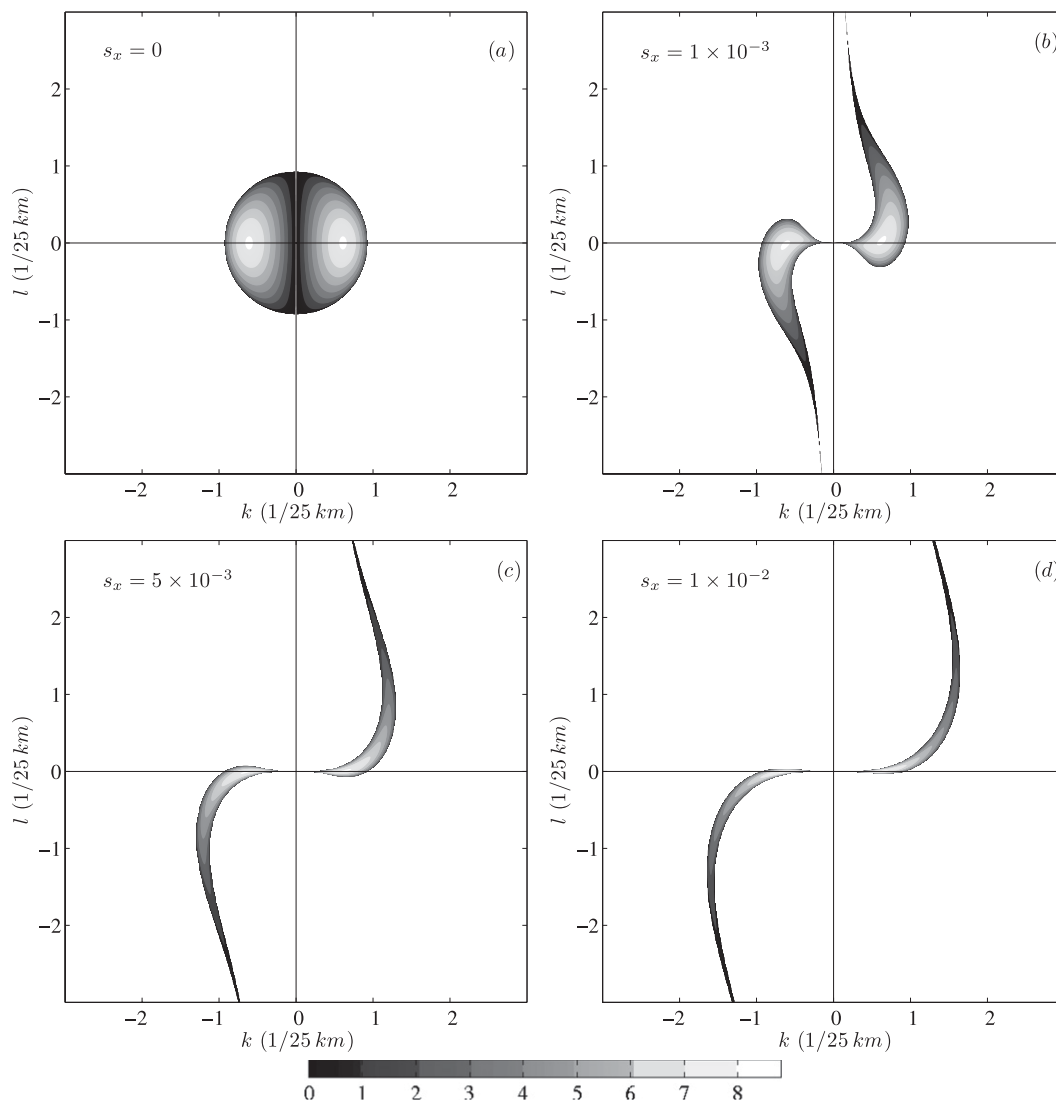 s_x = 0
(a)
2
1
0
−1
−2
l (1/25 km)
−2 −1 0 1 2
k (1/25 km)
s_x = 1 × 10⁻³
(b)
2
1
0
−1
−2
l (1/25 km)
−2 −1 0 1 2
k (1/25 km)
s_x = 5 × 10⁻³
(c)
2
1
0
−1
−2
l (1/25 km)
−2 −1 0 1 2
k (1/25 km)
s_x = 1 × 10⁻²
(d)
2
1
0
−1
−2
l (1/25 km)
−2 −1 0 1 2
k (1/25 km)
0 1 2 3 4 5 6 7 8